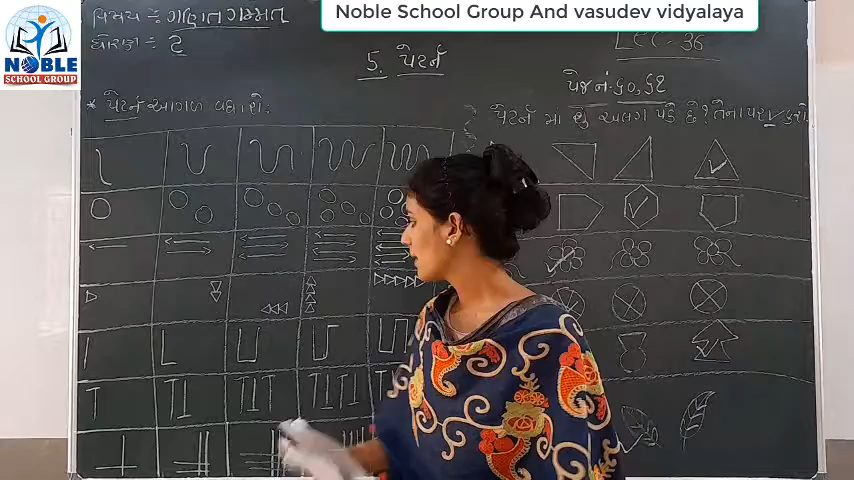 Noble School Group And vasudev vidyalaya
NOBLE
SCHOOL GROUP
વિષય :- ગણિત ગમ્મત
ધોરણ :- ૨
LEC - 36
5. પેટર્ન
પેજ નં. ૬૦, ૬૨
* પેટર્ન આગળ વધારો.
પેટર્ન માં શું અલગ પડે છે? તેના પર ✓ કરો.